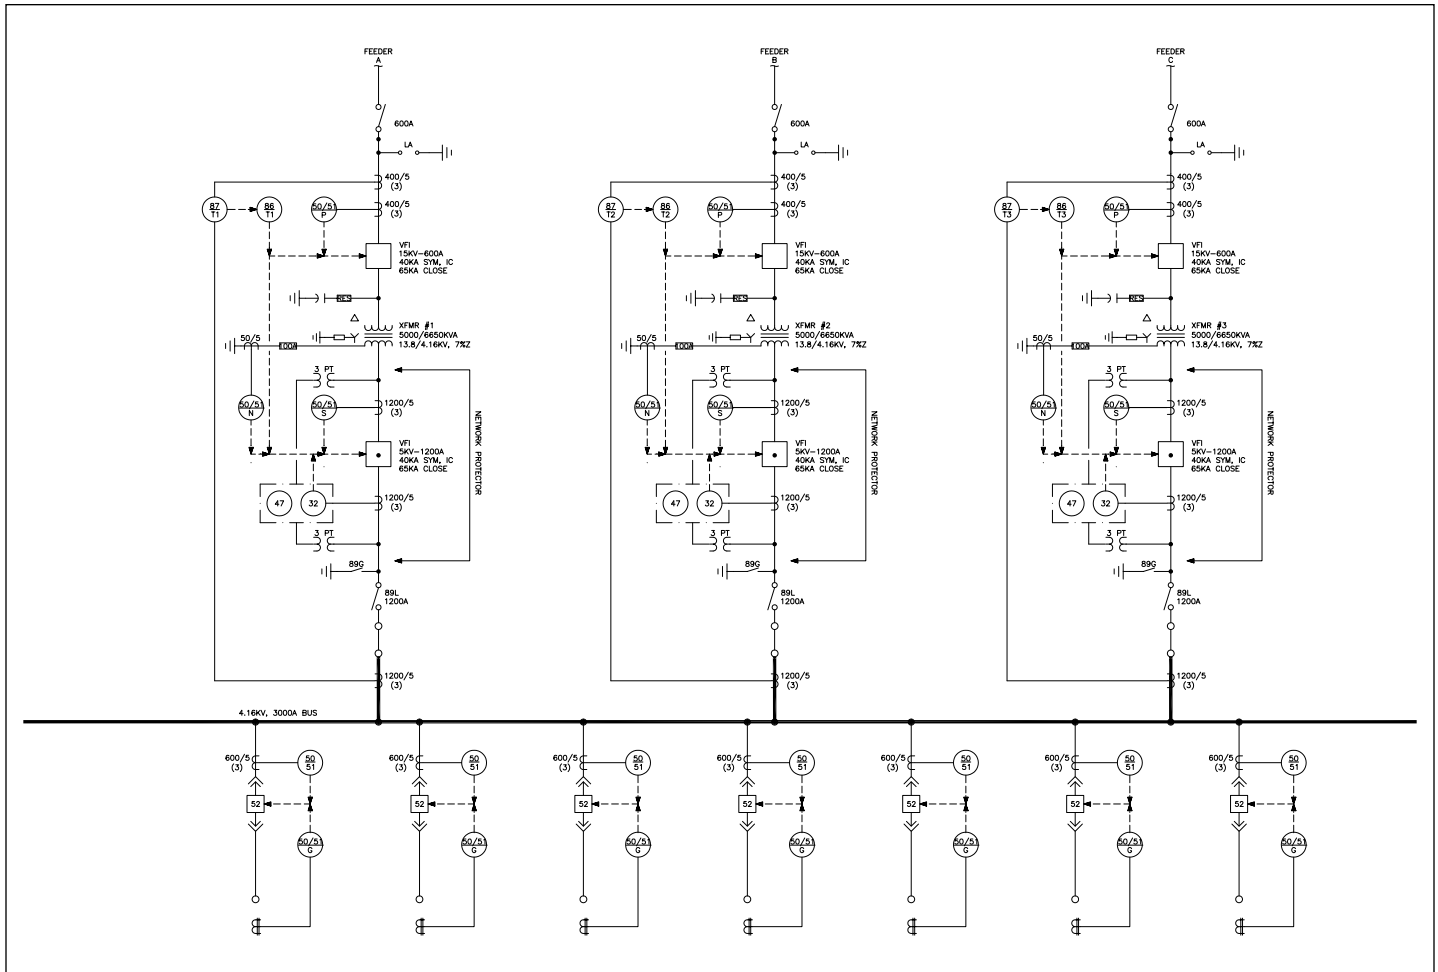 FEEDER
A
600A
LA
400/5
(3)
87
T1
86
T1
50/51
P
400/5
(3)
VFI
15KV-600A
40KA SYM, IC
65KA CLOSE
RES
XFMR #1
5000/6650KVA
13.8/4.16KV, 7%Z
50/5
100A
3 PT
50/51
N
50/51
S
1200/5
(3)
NETWORK PROTECTOR
VFI
5KV-1200A
40KA SYM, IC
65KA CLOSE
47
32
1200/5
(3)
3 PT
89G
89L
1200A
1200/5
(3)
FEEDER
B
600A
LA
400/5
(3)
87
T2
86
T2
50/51
P
400/5
(3)
VFI
15KV-600A
40KA SYM, IC
65KA CLOSE
RES
XFMR #2
5000/6650KVA
13.8/4.16KV, 7%Z
50/5
100A
3 PT
50/51
N
50/51
S
1200/5
(3)
NETWORK PROTECTOR
VFI
5KV-1200A
40KA SYM, IC
65KA CLOSE
47
32
1200/5
(3)
3 PT
89G
89L
1200A
1200/5
(3)
FEEDER
C
600A
LA
400/5
(3)
87
T3
86
T3
50/51
P
400/5
(3)
VFI
15KV-600A
40KA SYM, IC
65KA CLOSE
RES
XFMR #3
5000/6650KVA
13.8/4.16KV, 7%Z
50/5
100A
3 PT
50/51
N
50/51
S
1200/5
(3)
NETWORK PROTECTOR
VFI
5KV-1200A
40KA SYM, IC
65KA CLOSE
47
32
1200/5
(3)
3 PT
89G
89L
1200A
1200/5
(3)
4.16KV, 3000A BUS
600/5
(3)
50
51
52
50/51
G
600/5
(3)
50
51
52
50/51
G
600/5
(3)
50
51
52
50/51
G
600/5
(3)
50
51
52
50/51
G
600/5
(3)
50
51
52
50/51
G
600/5
(3)
50
51
52
50/51
G
600/5
(3)
50
51
52
50/51
G